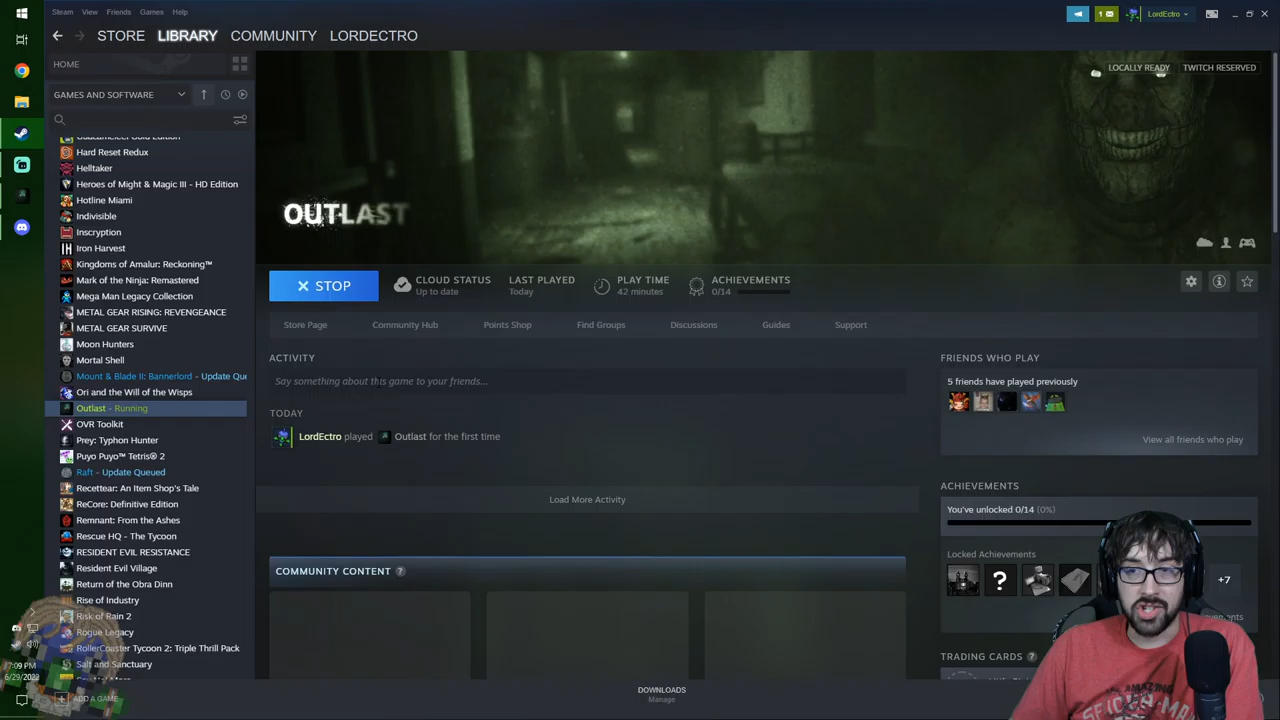 Steam View Friends Games Help
1
LordEctro
STORE LIBRARY COMMUNITY LORDECTRO
HOME
GAMES AND SOFTWARE
Hard Reset Redux
Helltaker
Heroes of Might & Magic III - HD Edition
Hotline Miami
Indivisible
Inscryption
Iron Harvest
Kingdoms of Amalur: Reckoning™
Mark of the Ninja: Remastered
Mega Man Legacy Collection
METAL GEAR RISING: REVENGEANCE
METAL GEAR SURVIVE
Moon Hunters
Mortal Shell
Mount & Blade II: Bannerlord - Update Que
Ori and the Will of the Wisps
Outlast - Running
OVR Toolkit
Prey: Typhon Hunter
Puyo Puyo™ Tetris® 2
Raft - Update Queued
Recettear: An Item Shop's Tale
ReCore: Definitive Edition
Remnant: From the Ashes
Rescue HQ - The Tycoon
RESIDENT EVIL RESISTANCE
Resident Evil Village
Return of the Obra Dinn
Rise of Industry
Risk of Rain 2
Rogue Legacy
RollerCoaster Tycoon 2: Triple Thrill Pack
Salt and Sanctuary
ADD A GAME
7:09 PM
LOCALLY READY TWITCH RESERVED
OUTLAST
STOP
CLOUD STATUS
Up to date
LAST PLAYED
Today
PLAY TIME
42 minutes
ACHIEVEMENTS
0/14
Store Page Community Hub Points Shop Find Groups Discussions Guides Support
ACTIVITY
Say something about this game to your friends...
TODAY
LordEctro played Outlast for the first time
Load More Activity
COMMUNITY CONTENT ?
FRIENDS WHO PLAY
5 friends have played previously
View all friends who play
ACHIEVEMENTS
You've unlocked 0/14 (0%)
Locked Achievements
?
+7
TRADING CARDS ?
DOWNLOADS
Manage
AMAZING